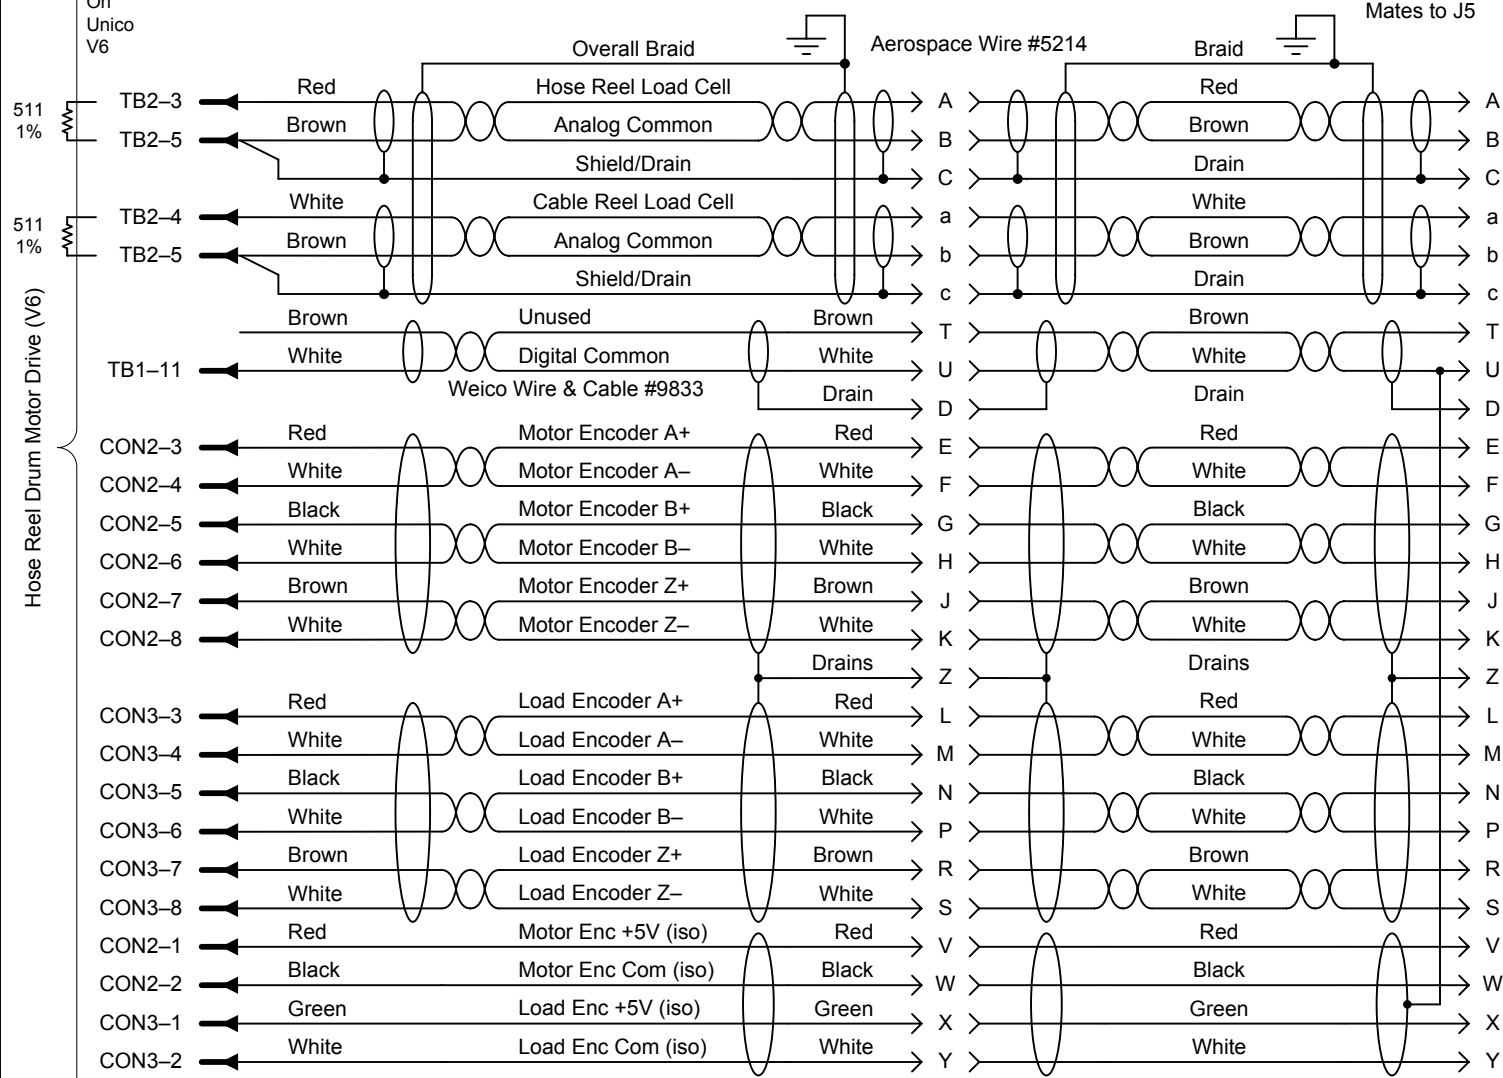 On
Unico
V6
Mates to J5
Overall Braid
Aerospace Wire #5214
Braid
511
1%
TB2–3 Red Hose Reel Load Cell A Red A
TB2–5 Brown Analog Common B Brown B
Shield/Drain C Drain C
511
1%
TB2–4 White Cable Reel Load Cell a White a
TB2–5 Brown Analog Common b Brown b
Shield/Drain c Drain c
Hose Reel Drum Motor Drive (V6)
Brown Unused Brown T Brown T
TB1–11 White Digital Common White U White U
Weico Wire & Cable #9833 Drain D Drain D
CON2–3 Red Motor Encoder A+ Red E Red E
CON2–4 White Motor Encoder A– White F White F
CON2–5 Black Motor Encoder B+ Black G Black G
CON2–6 White Motor Encoder B– White H White H
CON2–7 Brown Motor Encoder Z+ Brown J Brown J
CON2–8 White Motor Encoder Z– White K White K
Drains Z Drains Z
CON3–3 Red Load Encoder A+ Red L Red L
CON3–4 White Load Encoder A– White M White M
CON3–5 Black Load Encoder B+ Black N Black N
CON3–6 White Load Encoder B– White P White P
CON3–7 Brown Load Encoder Z+ Brown R Brown R
CON3–8 White Load Encoder Z– White S White S
CON2–1 Red Motor Enc +5V (iso) Red V Red V
CON2–2 Black Motor Enc Com (iso) Black W Black W
CON3–1 Green Load Enc +5V (iso) Green X Green X
CON3–2 White Load Enc Com (iso) White Y White Y